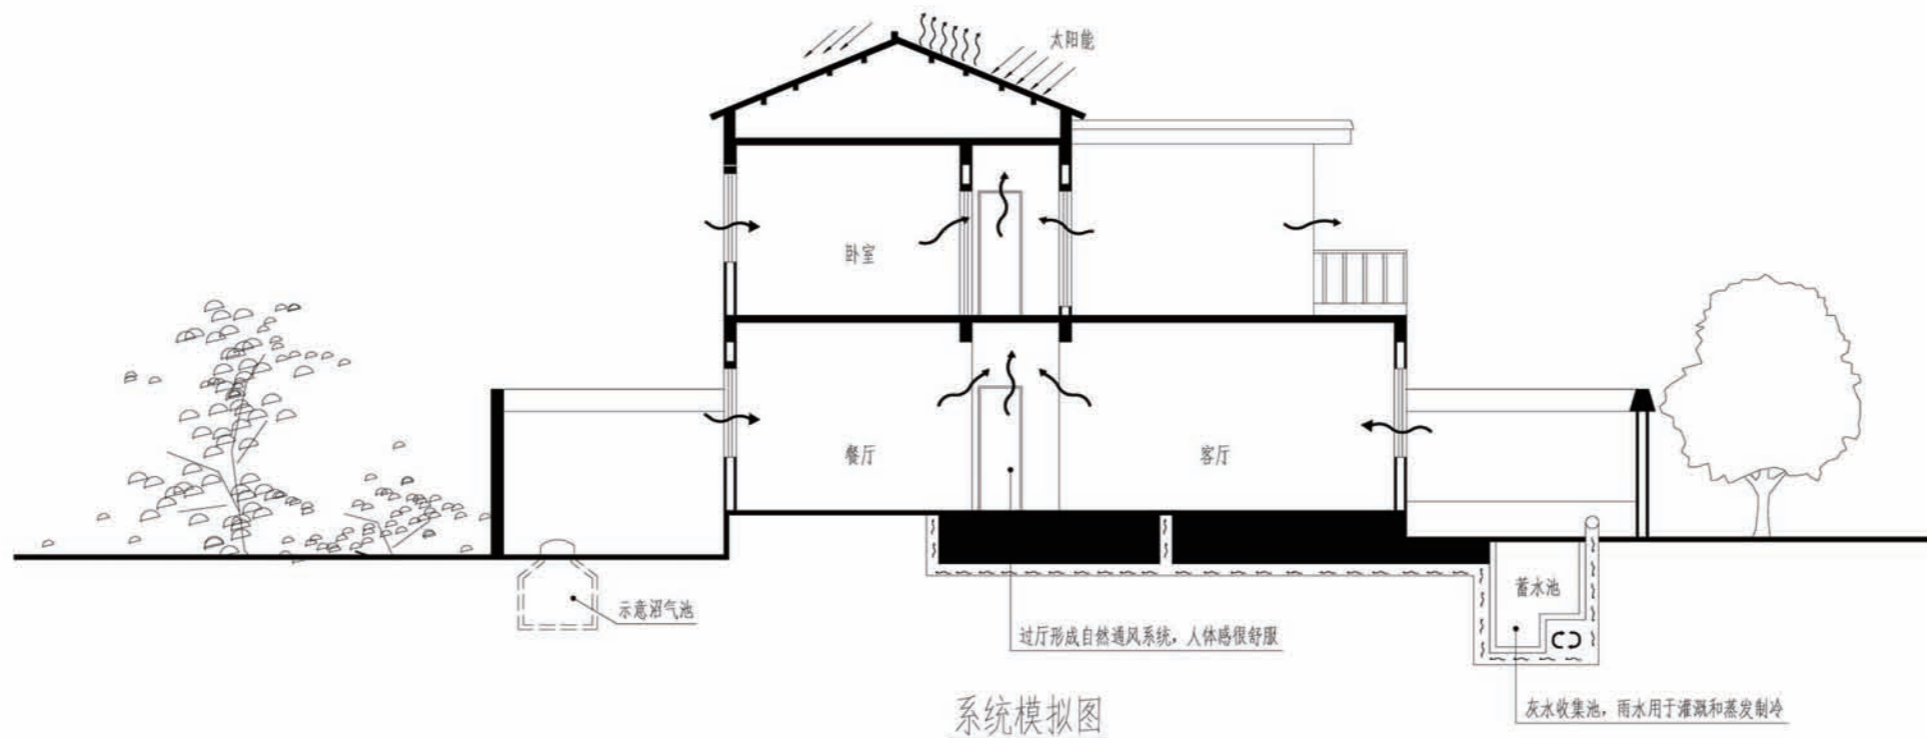 太阳能
卧室
餐厅
客厅
蓄水池
示意沼气池
过厅形成自然通风系统，人体感很舒服
灰水收集池，雨水用于灌溉和蒸发制冷
系统模拟图